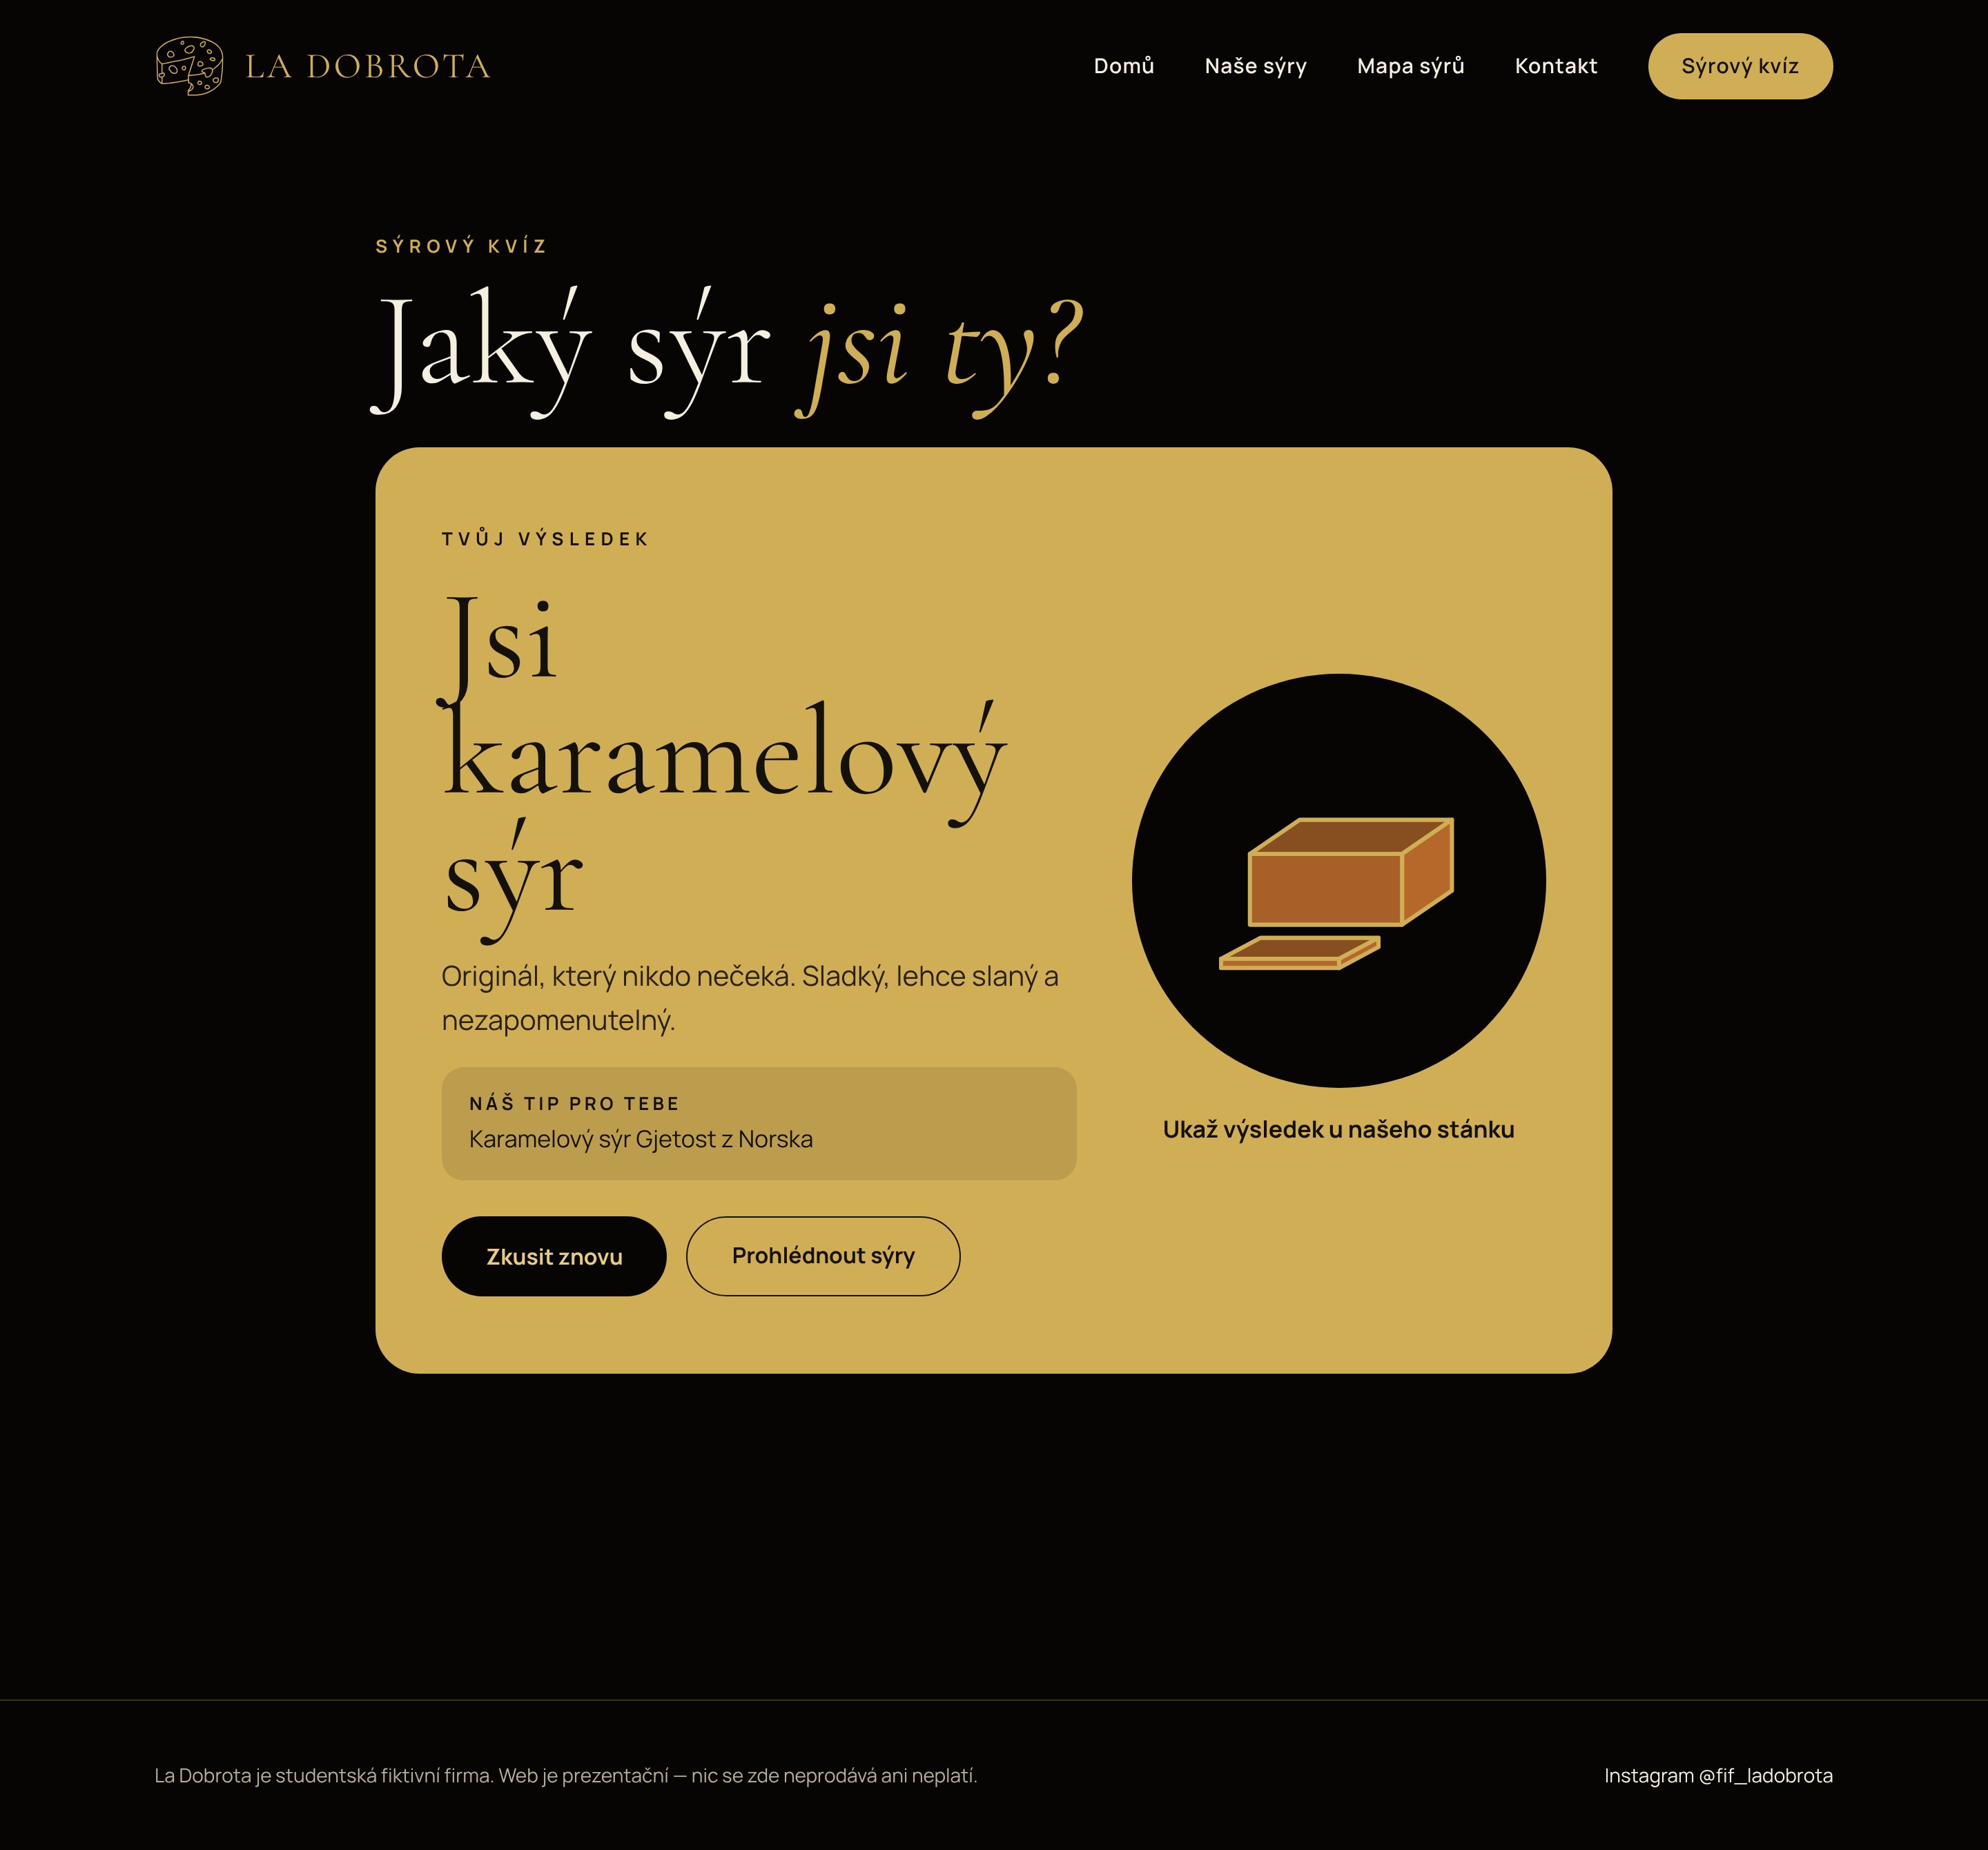 LA DOBROTA
Domů
Naše sýry
Mapa sýrů
Kontakt
Sýrový kvíz
SÝROVÝ KVÍZ
Jaký sýr jsi ty?
TVŮJ VÝSLEDEK
Jsi
karamelový
sýr
Originál, který nikdo nečeká. Sladký, lehce slaný a
nezapomenutelný.
NÁŠ TIP PRO TEBE
Karamelový sýr Gjetost z Norska
Zkusit znovu
Prohlédnout sýry
Ukaž výsledek u našeho stánku
La Dobrota je studentská fiktivní firma. Web je prezentační — nic se zde neprodává ani neplatí.
Instagram @fif_ladobrota